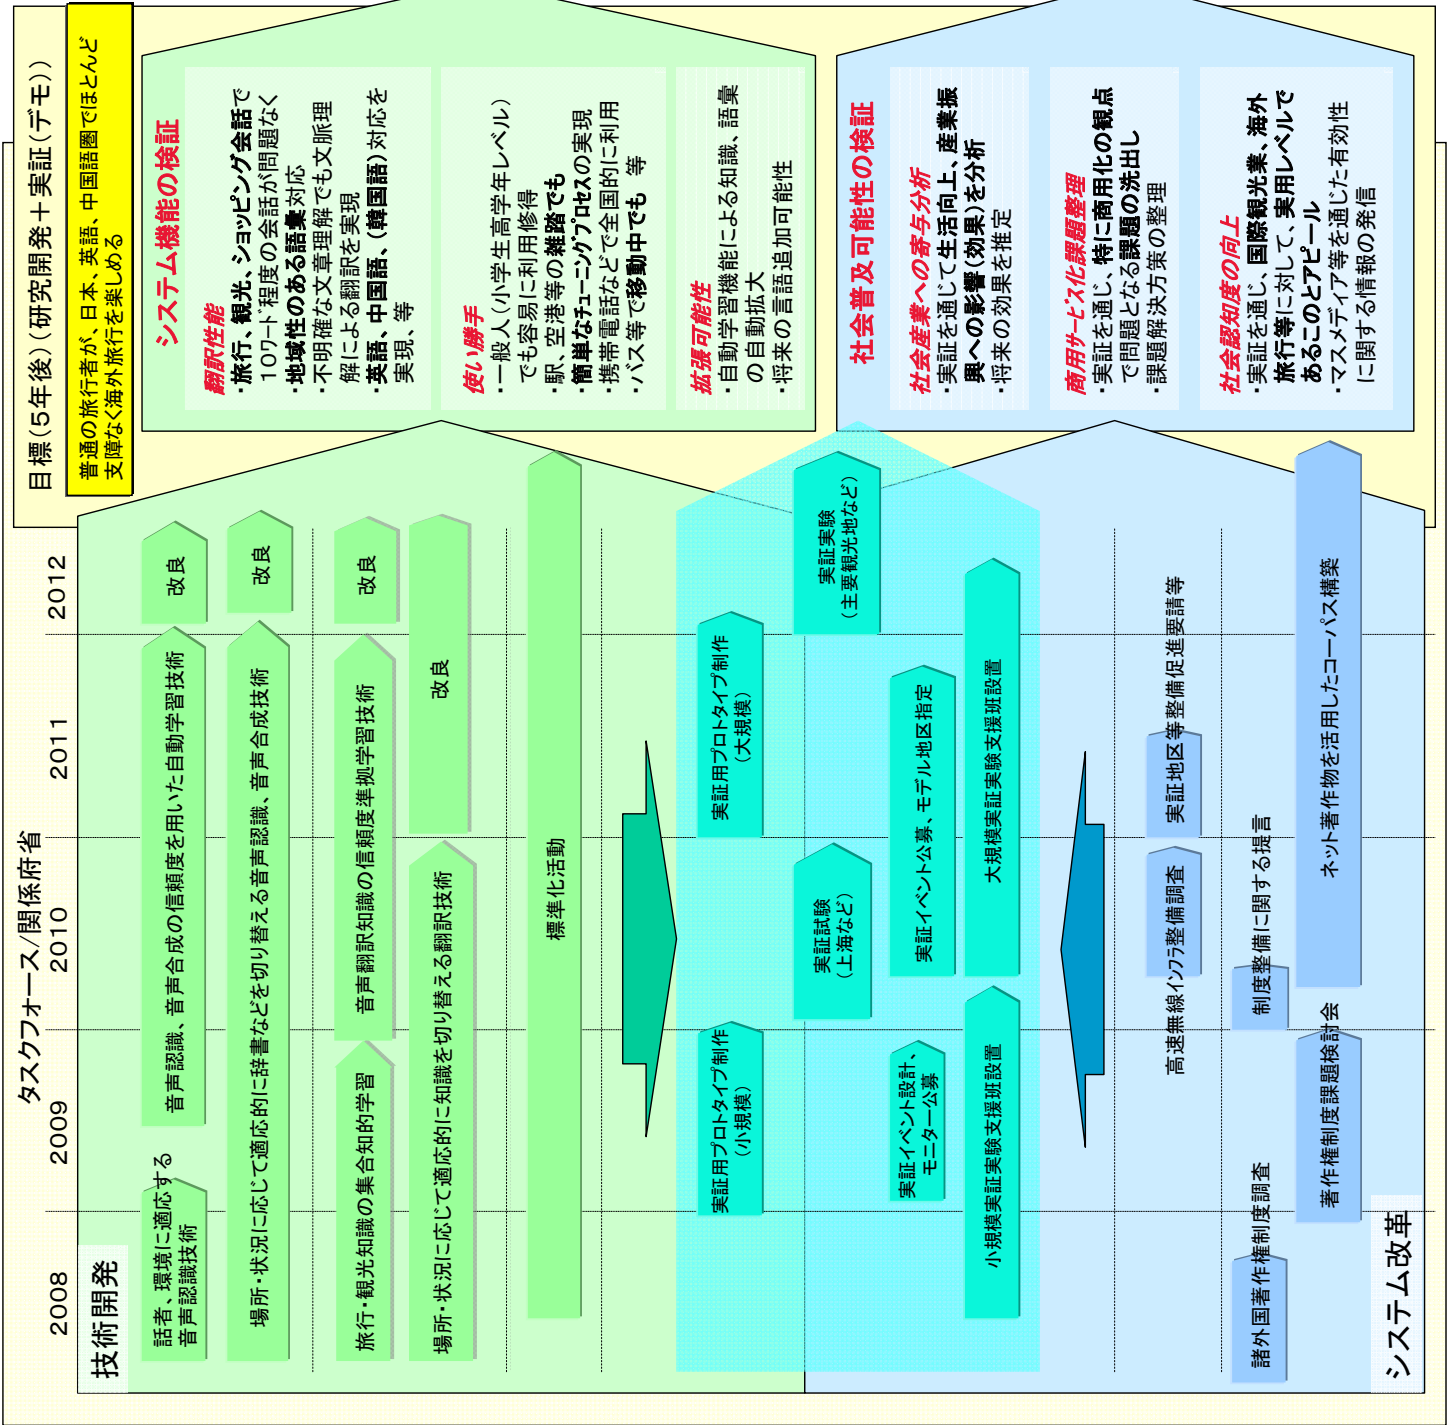 タスクフォース/関係府省
2008
2009
2010
2011
2012
技術開発
話者、環境に適応する
音声認識技術
音声認識、音声合成の信頼度を用いた自動学習技術
改良
場所・状況に応じて適応的に辞書などを切り替える音声認識、音声合成技術
改良
旅行・観光知識の集合知的学習
音声翻訳知識の信頼度準拠学習技術
改良
場所・状況に応じて適応的に知識を切り替える翻訳技術
改良
標準化活動
実証用プロトタイプ制作
(小規模)
実証用プロトタイプ制作
(大規模)
実証試験
(上海など)
実証実験
(主要観光地など)
実証イベント設計、
モニター公募
実証イベント公募、モデル地区指定
小規模実証実験支援班設置
大規模実証実験支援班設置
高速無線インフラ整備調査
実証地区等整備促進要請等
諸外国著作権制度調査
制度整備に関する提言
著作権制度課題検討会
ネット著作物を活用したコーパス構築
システム改革
目標(5年後)(研究開発+実証(デモ))
普通の旅行者が、日本、英語、中国語圏でほとんど
支障なく海外旅行を楽しめる
システム機能の検証
翻訳性能
・旅行、観光、ショッピング会話で
10ワード程度の会話が問題なく
・地域性のある語彙対応
・不明確な文章理解でも文脈理
解による翻訳を実現
・英語、中国語、(韓国語)対応を
実現、等
使い勝手
・一般人(小学生高学年レベル)
でも容易に利用修得
・駅、空港等の雑踏でも
・簡単なチューニングプロセスの実現
・携帯電話などで全国的に利用
・バス等で移動中でも 等
拡張可能性
・自動学習機能による知識、語彙
の自動拡大
・将来の言語追加可能性
社会普及可能性の検証
社会産業への寄与分析
・実証を通じて生活向上、産業振
興への影響(効果)を分析
・将来の効果を推定
商用サービス化課題整理
・実証を通じ、特に商用化の観点
で問題となる課題の洗出し
・課題解決方策の整理
社会認知度の向上
・実証を通じ、国際観光業、海外
旅行等に対して、実用レベルで
あるこのとアピール
・マスメディア等を通じた有効性
に関する情報の発信